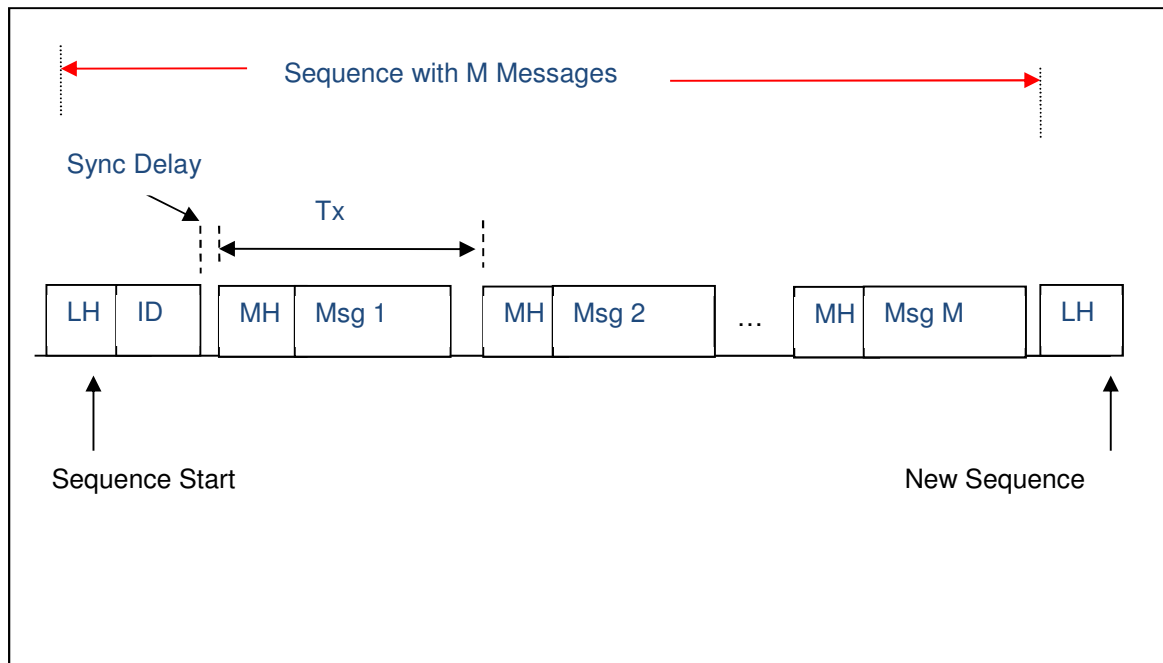 Sequence with M Messages
Sync Delay
Tx
LH ID MH Msg 1 MH Msg 2 ... MH Msg M LH
Sequence Start New Sequence